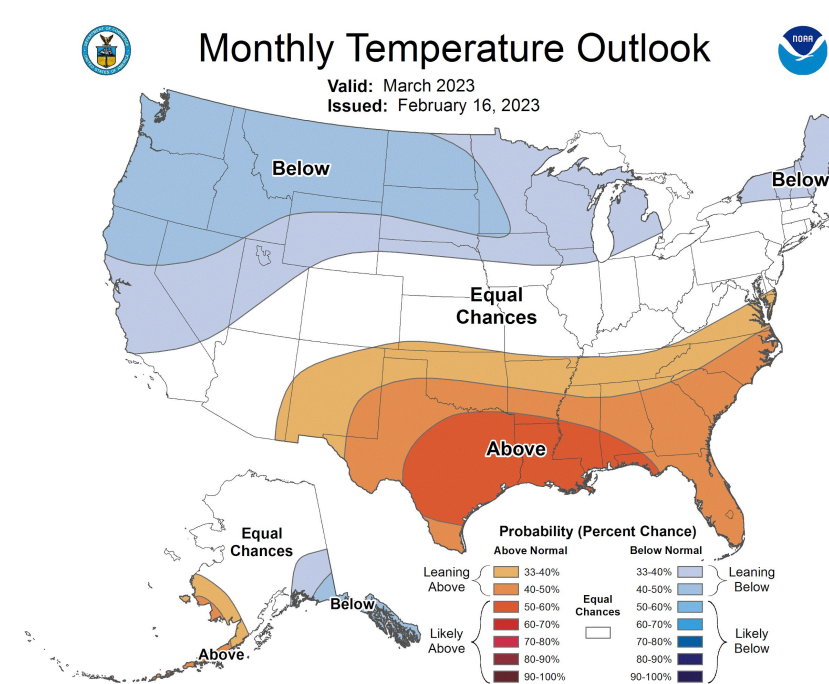 Monthly Temperature Outlook
NOAA
Valid: March 2023
Issued: February 16, 2023
Below
Below
Equal
Chances
Above
Equal
Chances
Below
Above
Probability (Percent Chance)
Above Normal
Below Normal
Leaning
Above
33-40%
40-50%
Likely
Above
50-60%
60-70%
70-80%
80-90%
90-100%
Equal
Chances
33-40%
40-50%
Leaning
Below
50-60%
60-70%
70-80%
80-90%
90-100%
Likely
Below